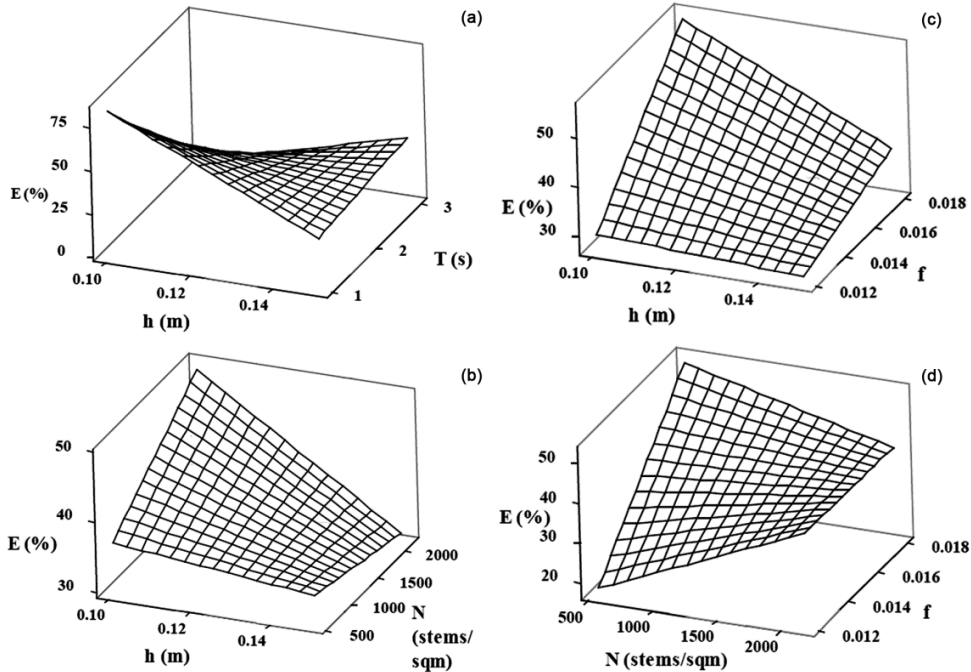 (a)
75
50
E (%)
25
0
0.10
0.12
0.14
h (m)
1
2
3
T (s)
(c)
50
40
E (%)
30
0.10
0.12
0.14
h (m)
0.012
0.014
0.016
0.018
f
(b)
50
40
E (%)
30
0.10
0.12
0.14
h (m)
500
1000
1500
2000
N
(stems/
sqm)
(d)
50
40
E (%)
30
20
500
1000
1500
2000
N (stems/sqm)
0.012
0.014
0.016
0.018
f